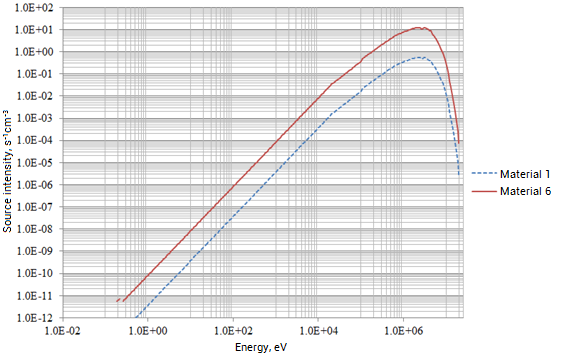 1.0E+02
1.0E+01
1.0E+00
1.0E-01
1.0E-02
1.0E-03
1.0E-04
1.0E-05
1.0E-06
1.0E-07
1.0E-08
1.0E-09
1.0E-10
1.0E-11
1.0E-12
Source intensity, s⁻¹cm⁻³
1.0E-02 1.0E+00 1.0E+02 1.0E+04 1.0E+06
Energy, eV
Material 1
Material 6